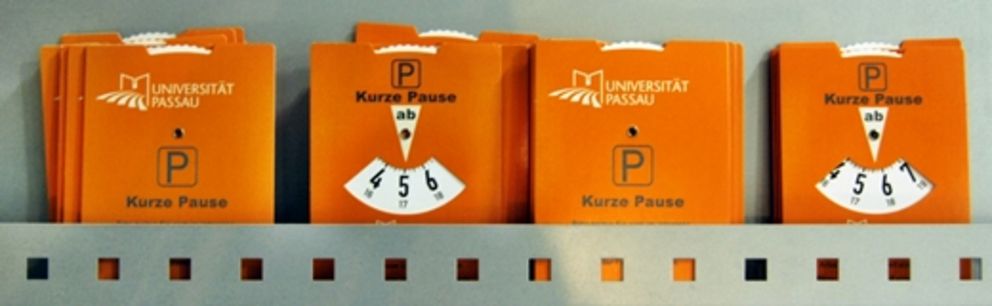 UNIVERSITÄT
PASSAU
P
Kurze Pause
P
Kurze Pause
ab
4 5 6
16 17 18
UNIVERSITÄT
PASSAU
P
Kurze Pause
P
Kurze Pause
ab
4 5 6 7
17 18 19